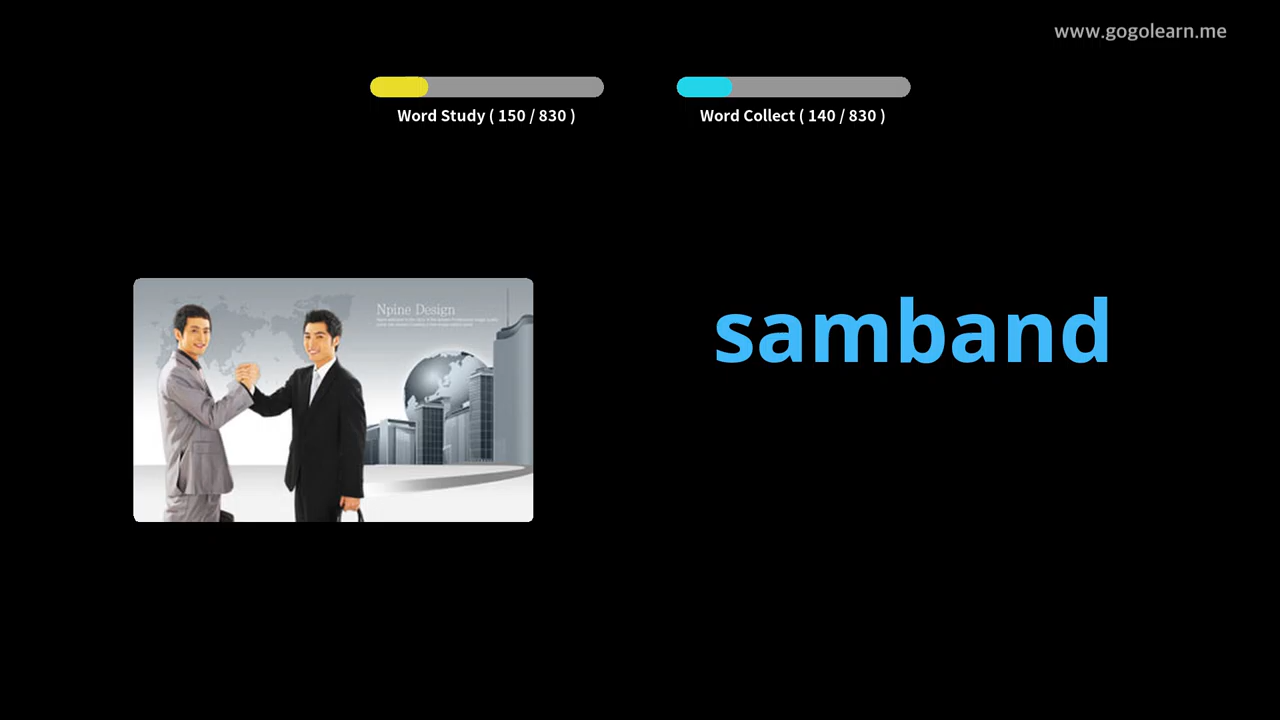 www.gogolearn.me
Word Study ( 150 / 830 )
Word Collect ( 140 / 830 )
Npine Design
samband